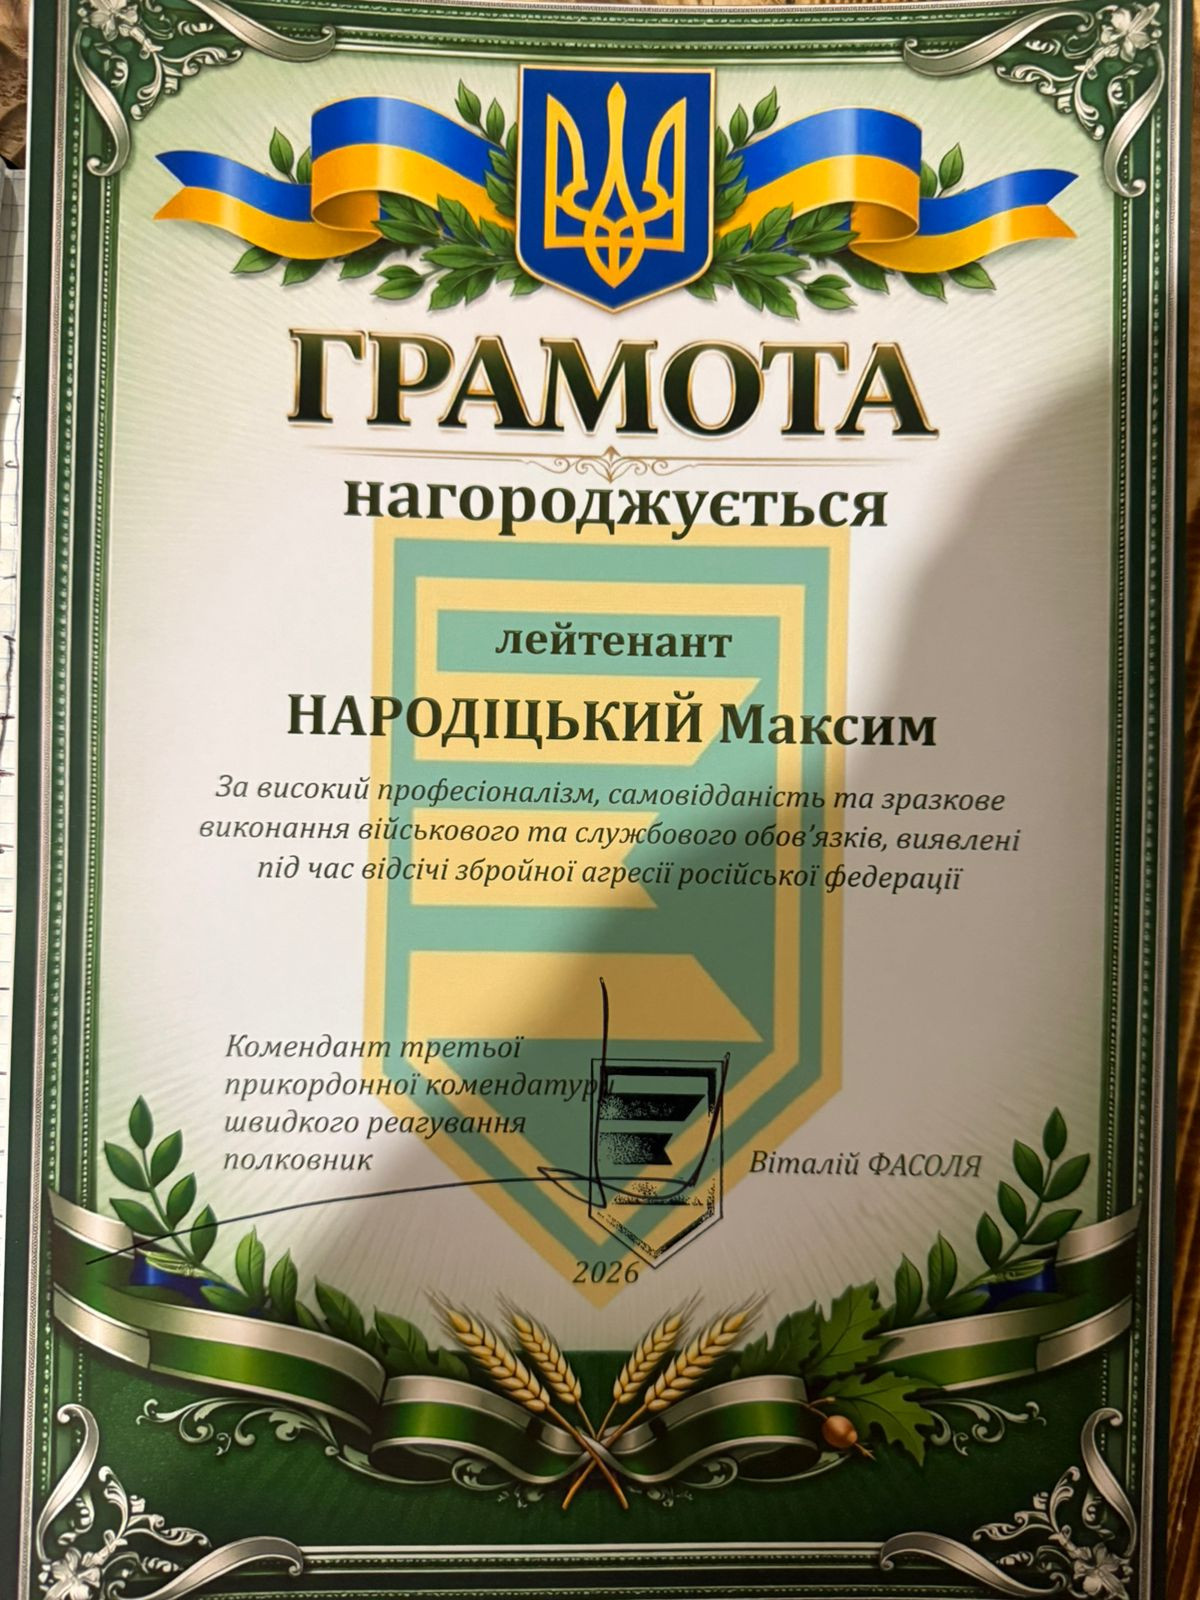 ГРАМОТА
нагороджується
лейтенант
НАРОДІЦЬКИЙ Максим
За високий професіоналізм, самовідданість та зразкове
виконання військового та службового обов’язків, виявлені
під час відсічі збройної агресії російської федерації
Комендант третьої
прикордонної комендатури
швидкого реагування
полковник
Віталій ФАСОЛЯ
2026